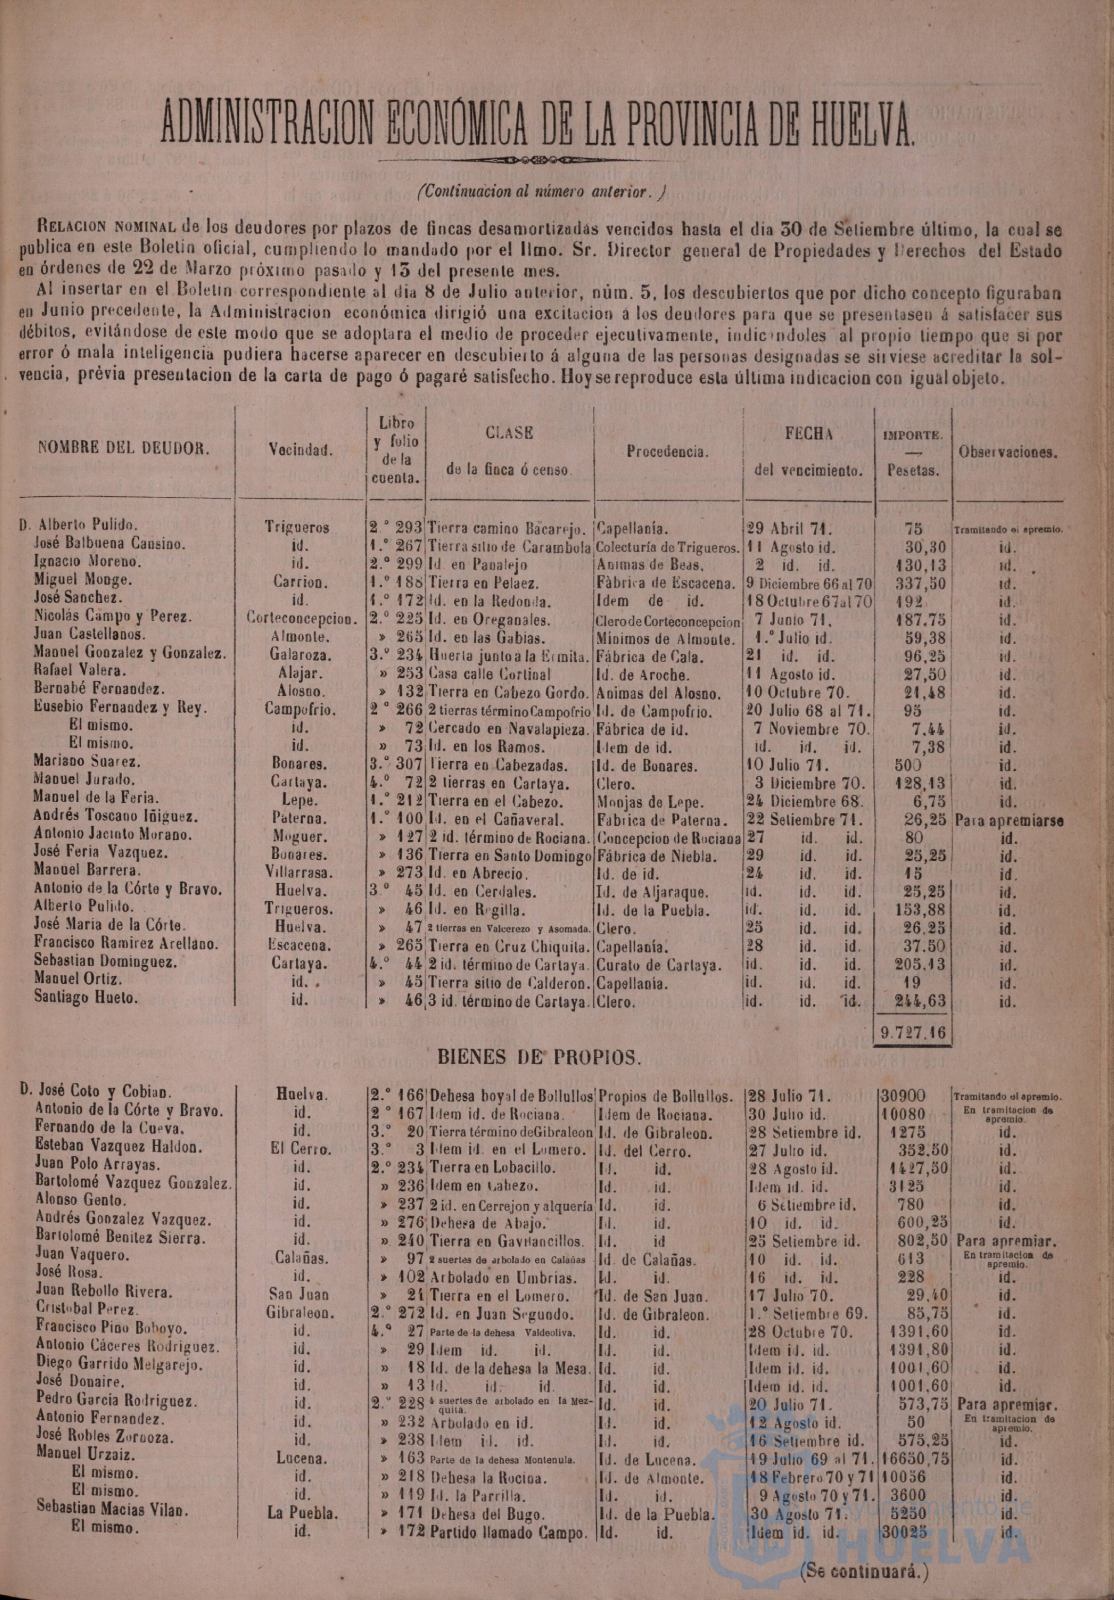 ADMINISTRACION ECONÓMICA DE LA PROVINCIA DE HUELVA.
(Continuacion al número anterior.)
RELACION NOMINAL de los deudores por plazos de fincas desamortizadas vencidos hasta el dia 30 de Setiembre último, la cual se
publica en este Boletin oficial, cumpliendo lo mandado por el Ilmo. Sr. Director general de Propiedades y Derechos del Estado
en órdenes de 22 de Marzo próximo pasado y 13 del presente mes.
Al insertar en el Boletin correspondiente al dia 8 de Julio anterior, núm. 5, los descubiertos que por dicho concepto figuraban
en Junio precedente, la Administracion económica dirigió una excitacion á los deudores para que se presentasen á satisfacer sus
débitos, evitándose de este modo que se adoptara el medio de proceder ejecutivamente, indicándoles al propio tiempo que si por
error ó mala inteligencia pudiera hacerse aparecer en descubierto á alguna de las personas designadas se sirviese acreditar la sol-
vencia, prévia presentacion de la carta de pago ó pagaré satisfecho. Hoy se reproduce esta última indicacion con igual objeto.
NOMBRE DEL DEUDOR. Vecindad. Libro y folio de la cuenta. CLASE de la finca ó censo. Procedencia. FECHA del vencimiento. IMPORTE. — Pesetas. Observaciones.
D. Alberto Pulido. Trigueros 2.º 293 Tierra camino Bacarejo. Capellanía. 29 Abril 71. 75 Tramitando el apremio.
José Balbuena Cansino. id. 1.º 267 Tierra sitio de Carambola Colecturía de Trigueros. 11 Agosto id. 30,30 id.
Ignacio Moreno. id. 2.º 299 Id. en Panalejo Animas de Beas. 2 id. id. 130,13 id.
Miguel Monge. Carrion. 1.º 185 Tierra en Pelaez. Fàbrica de Escacena. 9 Diciembre 66 al 70 337,50 id.
José Sanchez. id. 1.º 172 Id. en la Redonda. Idem de id. 18 Octubre 67 al 70 192 id.
Nicolás Campo y Perez. Corteconcepcion. 2.º 225 Id. en Oreganales. Clero de Corteconcepcion 7 Junio 71. 187.75 id.
Juan Castellanos. Almonte. » 265 Id. en las Gabias. Mínimos de Almonte. 1.º Julio id. 59,38 id.
Manuel Gonzalez y Gonzalez. Galaroza. 3.º 234 Huerta junto a la Ermita. Fábrica de Cala. 21 id. id. 96,25 id.
Rafael Valera. Alajar. » 253 Casa calle Cortinal Id. de Aroche. 11 Agosto id. 27,50 id.
Bernabé Fernandez. Alosno. » 132 Tierra en Cabezo Gordo. Animas del Alosno. 10 Octubre 70. 21,48 id.
Eusebio Fernandez y Rey. Campofrio. 2º 266 2 tierras término Campofrio Id. de Campofrio. 20 Julio 68 al 71. 95 id.
El mismo. id. » 72 Cercado en Navalapieza. Fábrica de id. 7 Noviembre 70. 7.44 id.
El mismo. id. » 73 Id. en los Ramos. Idem de id. id. id. id. 7,38 id.
Mariano Suarez. Bonares. 3.º 307 Tierra en Cabezadas. Id. de Bonares. 10 Julio 71. 500 id.
Manuel Jurado. Cartaya. 4.º 72 2 tierras en Cartaya. Clero. 3 Diciembre 70. 128,13 id.
Manuel de la Feria. Lepe. 1.º 212 Tierra en el Cabezo. Monjas de Lepe. 24 Diciembre 68. 6,75 id.
Andrés Toscano Iñiguez. Paterna. 1.º 100 Id. en el Cañaveral. Fábrica de Paterna. 22 Setiembre 71. 26,25 Para apremiarse
Antonio Jacinto Morano. Moguer. » 127 2 id. término de Rociana. Concepcion de Rociana 27 id. id. 80 id.
José Feria Vazquez. Bonares. » 136 Tierra en Santo Domingo Fábrica de Niebla. 29 id. id. 25,25 id.
Manuel Barrera. Villarrasa. » 273 Id. en Abrecio. Id. de id. 24 id. id. 15 id.
Antonio de la Córte y Bravo. Huelva. 3.º 45 Id. en Cerdales. Id. de Aljaraque. id. id. id. 25,25 id.
Alberto Pulido. Trigueros. » 46 Id. en Regilla. Id. de la Puebla. id. id. id. 153,88 id.
José Maria de la Córte. Huelva. » 47 2 tierras en Valcerezo y Asomada. Clero. 25 id. id. 26.25 id.
Francisco Ramirez Arellano. Escacena. » 265 Tierra en Cruz Chiquita. Capellanía. 28 id. id. 37.50 id.
Sebastian Dominguez. Cartaya. 4.º 44 2 id. término de Cartaya. Curato de Cartaya. id. id. id. 205.13 id.
Manuel Ortiz. id. » 45 Tierra sitio de Calderon. Capellanía. id. id. id. 19 id.
Santiago Hueto. id. » 46 3 id. término de Cartaya. Clero. id. id. id. 244,63 id.
9.727,16
BIENES DE PROPIOS.
D. José Coto y Cobian. Huelva. 2.º 166 Dehesa boyal de Bollullos Propios de Bollullos. 28 Julio 71. 30900 Tramitando el apremio.
Antonio de la Córte y Bravo. id. 2º 167 Idem id. de Rociana. Idem de Rociana. 30 Julio id. 10080 En tramitacion de apremio.
Fernando de la Cueva. id. 3.º 20 Tierra término de Gibraleon Id. de Gibraleon. 28 Setiembre id. 1275 id.
Esteban Vazquez Haldon. El Cerro. 3.º 3 Idem id. en el Lomero. Id. del Cerro. 27 Julio id. 352,50 id.
Juan Polo Arrayas. id. 2.º 234 Tierra en Lobacillo. Id. id. 28 Agosto id. 1427,50 id.
Bartolomé Vazquez Gonzalez. id. » 236 Idem en Cabezo. Id. id. Idem id. id. 3125 id.
Alonso Gento. id. » 237 2 id. en Cerrejon y alquería Id. id. 6 Setiembre id. 780 id.
Andrés Gonzalez Vazquez. id. » 276 Dehesa de Abajo. Id. id. 10 id. id. 600,25 id.
Bartolomé Benitez Sierra. id. » 240 Tierra en Gavilancillos. Id. id 25 Setiembre id. 802,50 Para apremiar.
Juan Vaquero. Calañas. » 97 2 suertes de arbolado en Calañas Id. de Calañas. 10 id. id. 613 En tramitacion de apremio.
José Rosa. id. » 102 Arbolado en Umbrias. Id. id. 16 id. id. 228 id.
Juan Rebollo Rivera. San Juan » 21 Tierra en el Lomero. Id. de San Juan. 17 Julio 70. 29,40 id.
Cristobal Perez. Gibraleon. 2.º 272 Id. en Juan Segundo. Id. de Gibraleon. 1.º Setiembre 69. 85,75 id.
Francisco Pino Boboyo. id. 4.º 27 Parte de la dehesa Valdeoliva. Id. id. 28 Octubre 70. 1391,60 id.
Antonio Cáceres Rodriguez. id. » 29 Idem id. id. Id. id. Idem id. id. 1391,80 id.
Diego Garrido Melgarejo. id. » 18 Id. de la dehesa la Mesa. Id. id. Idem id. id. 1001,60 id.
José Donaire. id. » 13 Id. id. id. Id. id. Idem id. id. 1001,60 id.
Pedro Garcia Rodriguez. id. 2.º 228 4 suertes de arbolado en la Mez-quita. Id. id. 20 Julio 71. 573,75 Para apremiar.
Antonio Fernandez. id. » 232 Arbolado en id. Id. id. 12 Agosto id. 50 En tramitacion de apremio.
José Robles Zornoza. id. » 238 Idem id. id. Id. id. 16 Setiembre id. 575,25 id.
Manuel Urzaiz. Lucena. » 163 Parte de la dehesa Montenula. Id. de Lucena. 19 Julio 69 al 71. 16650,75 id.
El mismo. id. » 218 Dehesa la Rocina. Id. de Almonte. 18 Febrero 70 y 71 10056 id.
El mismo. id. » 119 Id. la Parrilla. Id. id. 9 Agosto 70 y 71. 3600 id.
Sebastian Macias Vilan. La Puebla. » 171 Dehesa del Bugo. Id. de la Puebla. 30 Agosto 71. 5250 id.
El mismo. id. » 172 Partido llamado Campo. Id. id. Idem id. id. 30025 id.
(Se continuará.)
HUELVA